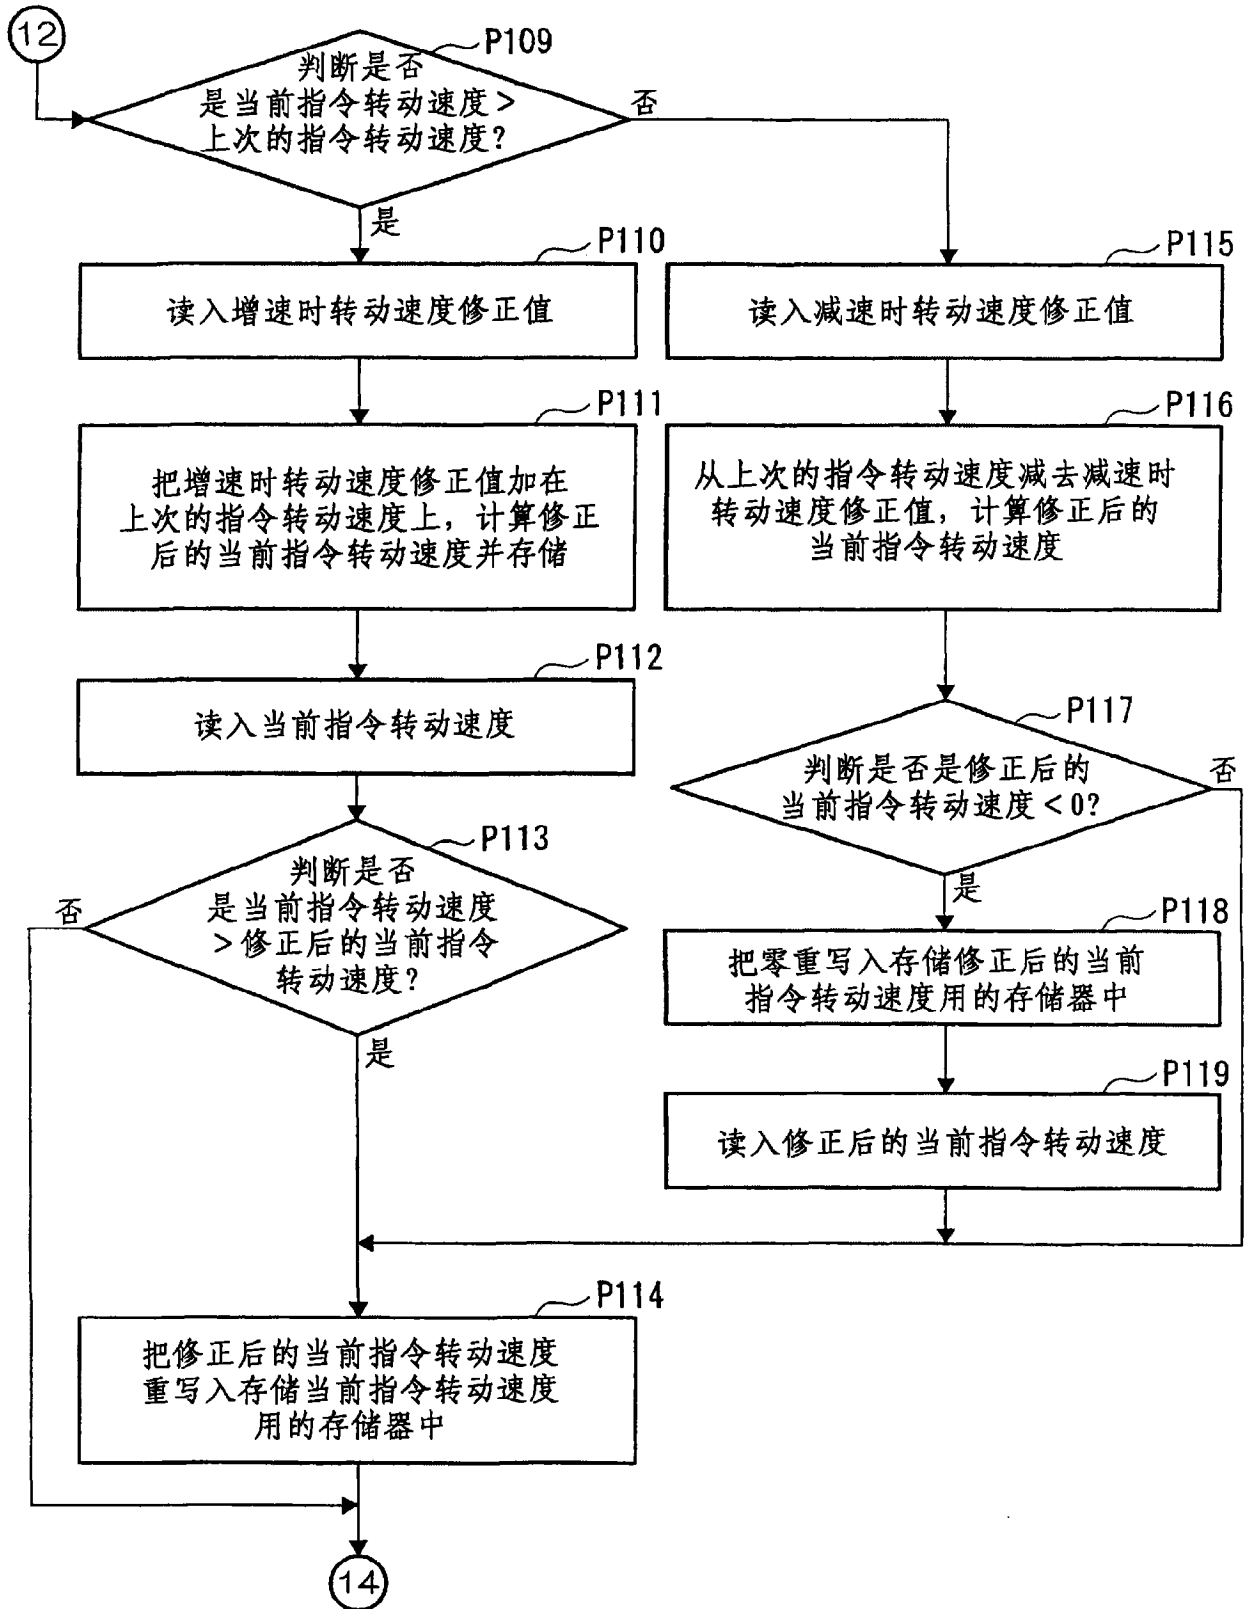 12
P109
判断是否
是当前指令转动速度>
上次的指令转动速度?
否
是
P110
读入增速时转动速度修正值
P111
把增速时转动速度修正值加在
上次的指令转动速度上，计算修正
后的当前指令转动速度并存储
P112
读入当前指令转动速度
P113
判断是否
是当前指令转动速度
>修正后的当前指令
转动速度?
否
是
P115
读入减速时转动速度修正值
P116
从上次的指令转动速度减去减速时
转动速度修正值，计算修正后的
当前指令转动速度
P117
判断是否是修正后的
当前指令转动速度<0?
否
是
P118
把零重写入存储修正后的当前
指令转动速度用的存储器中
P119
读入修正后的当前指令转动速度
P114
把修正后的当前指令转动速度
重写入存储当前指令转动速度
用的存储器中
14